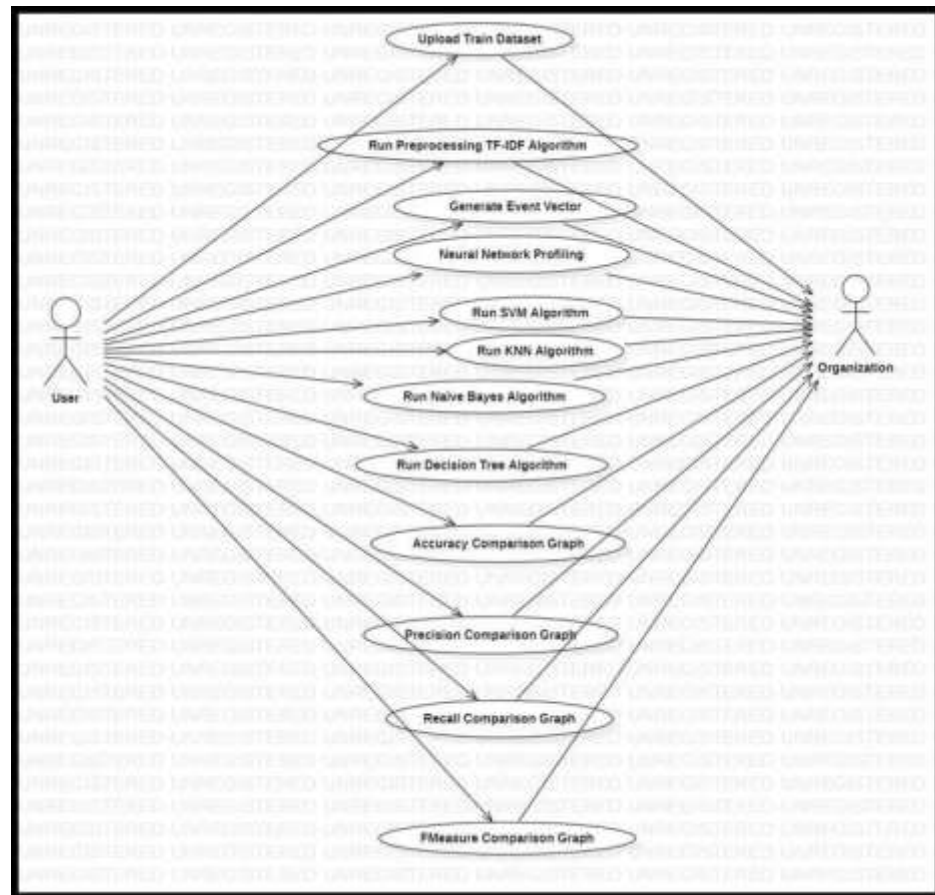 Upload Train Dataset
Run Preprocessing TF-IDF Algorithm
Generate Event Vector
Neural Network Profiling
Run SVM Algorithm
Run KNN Algorithm
Organization
User
Run Naïve Bayes Algorithm
Run Decision Tree Algorithm
Accuracy Comparison Graph
Precision Comparison Graph
Recall Comparison Graph
FMeasure Comparison Graph